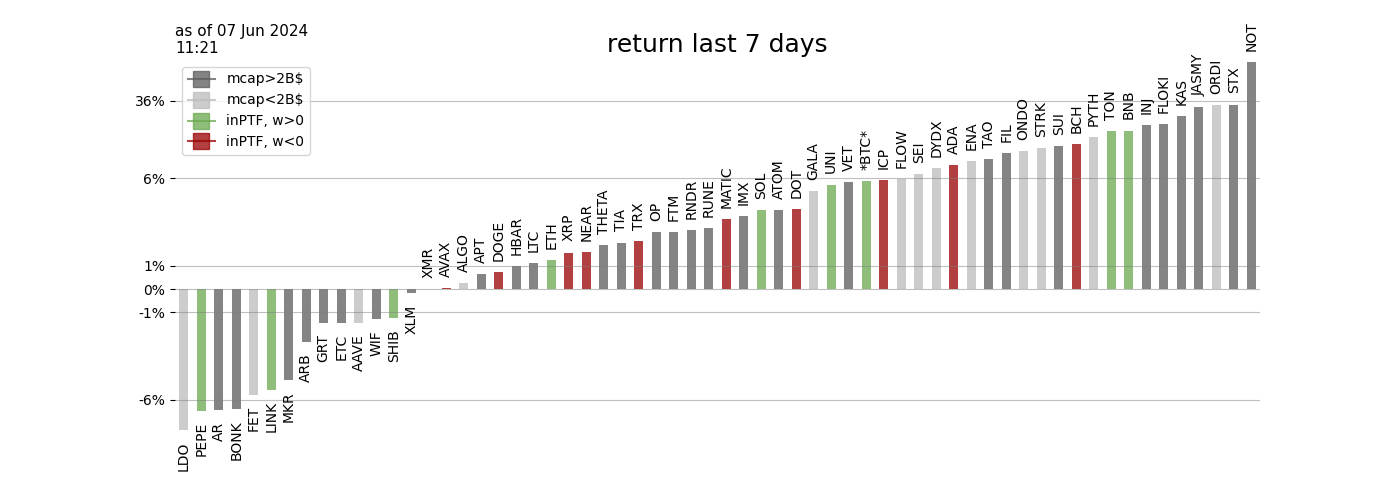 as of 07 Jun 2024
11:21
return last 7 days
mcap>2B$
mcap<2B$
inPTF, w>0
inPTF, w<0
36%
6%
1%
0%
-1%
-6%
LDO
PEPE
AR
BONK
FET
LINK
MKR
ARB
GRT
ETC
AAVE
WIF
SHIB
XLM
XMR
AVAX
ALGO
APT
DOGE
HBAR
LTC
ETH
XRP
NEAR
THETA
TIA
TRX
OP
FTM
RNDR
RUNE
MATIC
IMX
SOL
ATOM
DOT
GALA
UNI
VET
*BTC*
ICP
FLOW
SEI
DYDX
ADA
ENA
TAO
FIL
ONDO
STRK
SUI
BCH
PYTH
TON
BNB
INJ
FLOKI
KAS
JASMY
ORDI
STX
NOT